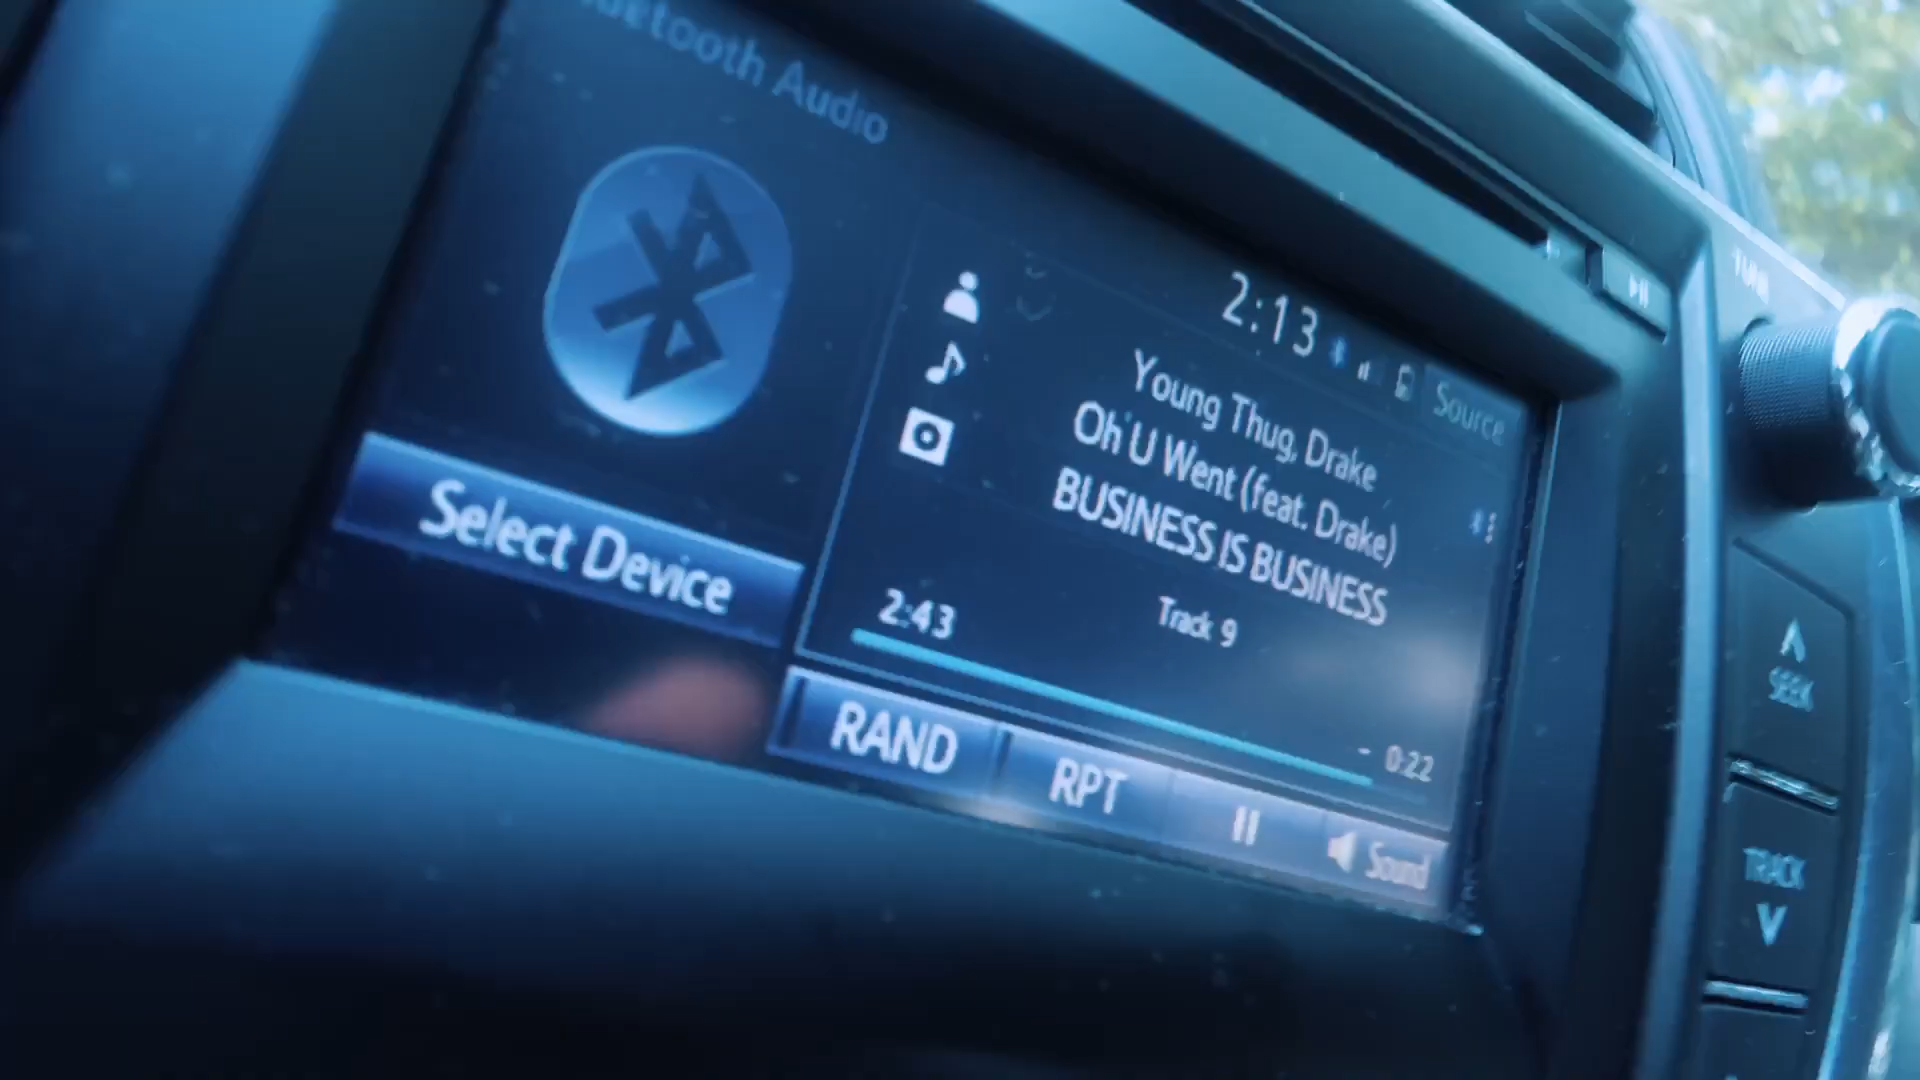 Bluetooth Audio
2:13
Source
Young Thug, Drake
Oh U Went (feat. Drake)
BUSINESS IS BUSINESS
Track 9
2:43
- 0:22
Select Device
RAND
RPT
Sound
TUNE
SEEK
TRACK